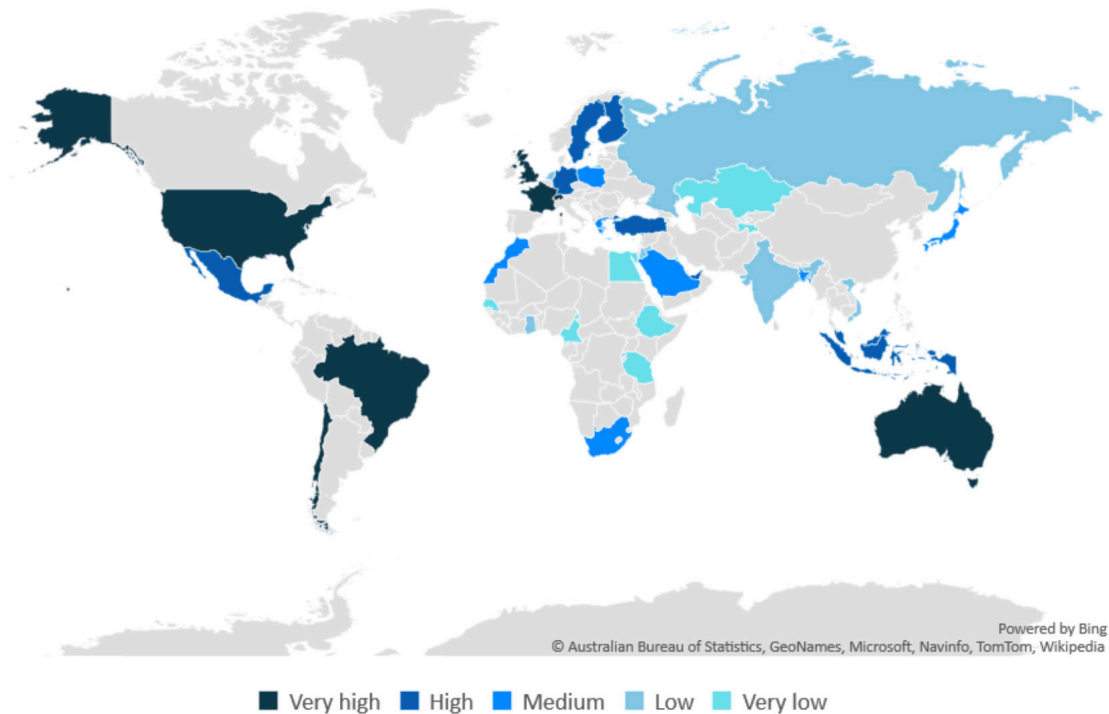 Powered by Bing
© Australian Bureau of Statistics, GeoNames, Microsoft, Navinfo, TomTom, Wikipedia
Very high High Medium Low Very low